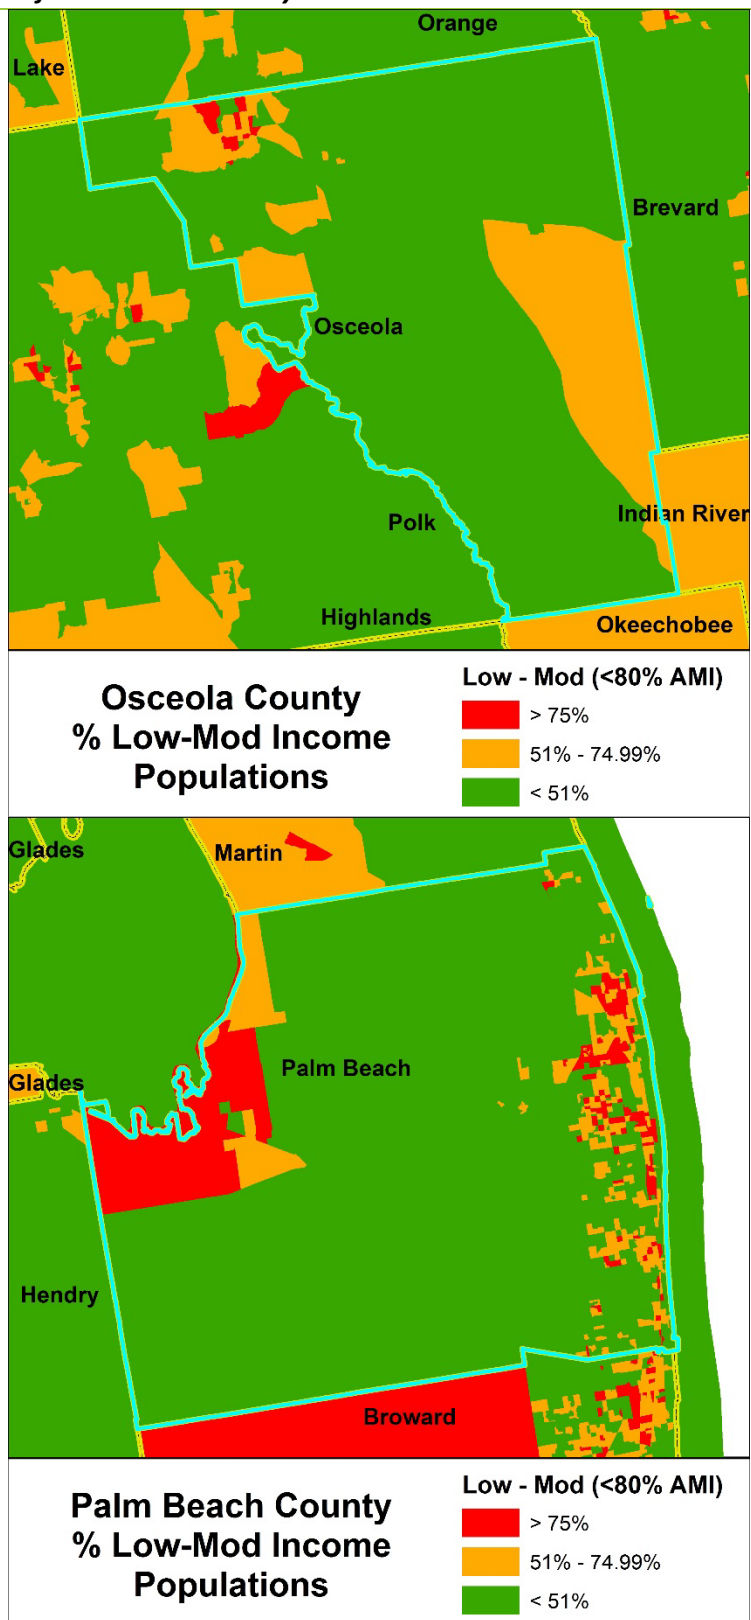 Orange
Lake
Brevard
Osceola
Indian River
Polk
Highlands
Okeechobee
Osceola County
% Low-Mod Income
Populations
Low - Mod (<80% AMI)
> 75%
51% - 74.99%
< 51%
Glades
Martin
Palm Beach
Glades
Hendry
Broward
Palm Beach County
% Low-Mod Income
Populations
Low - Mod (<80% AMI)
> 75%
51% - 74.99%
< 51%